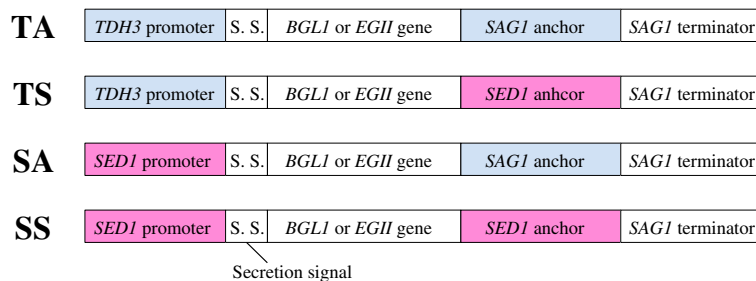 TA TDH3 promoter S. S. BGL1 or EGII gene SAG1 anchor SAG1 terminator
TS TDH3 promoter S. S. BGL1 or EGII gene SED1 anhcor SAG1 terminator
SA SED1 promoter S. S. BGL1 or EGII gene SAG1 anchor SAG1 terminator
SS SED1 promoter S. S. BGL1 or EGII gene SED1 anchor SAG1 terminator
Secretion signal